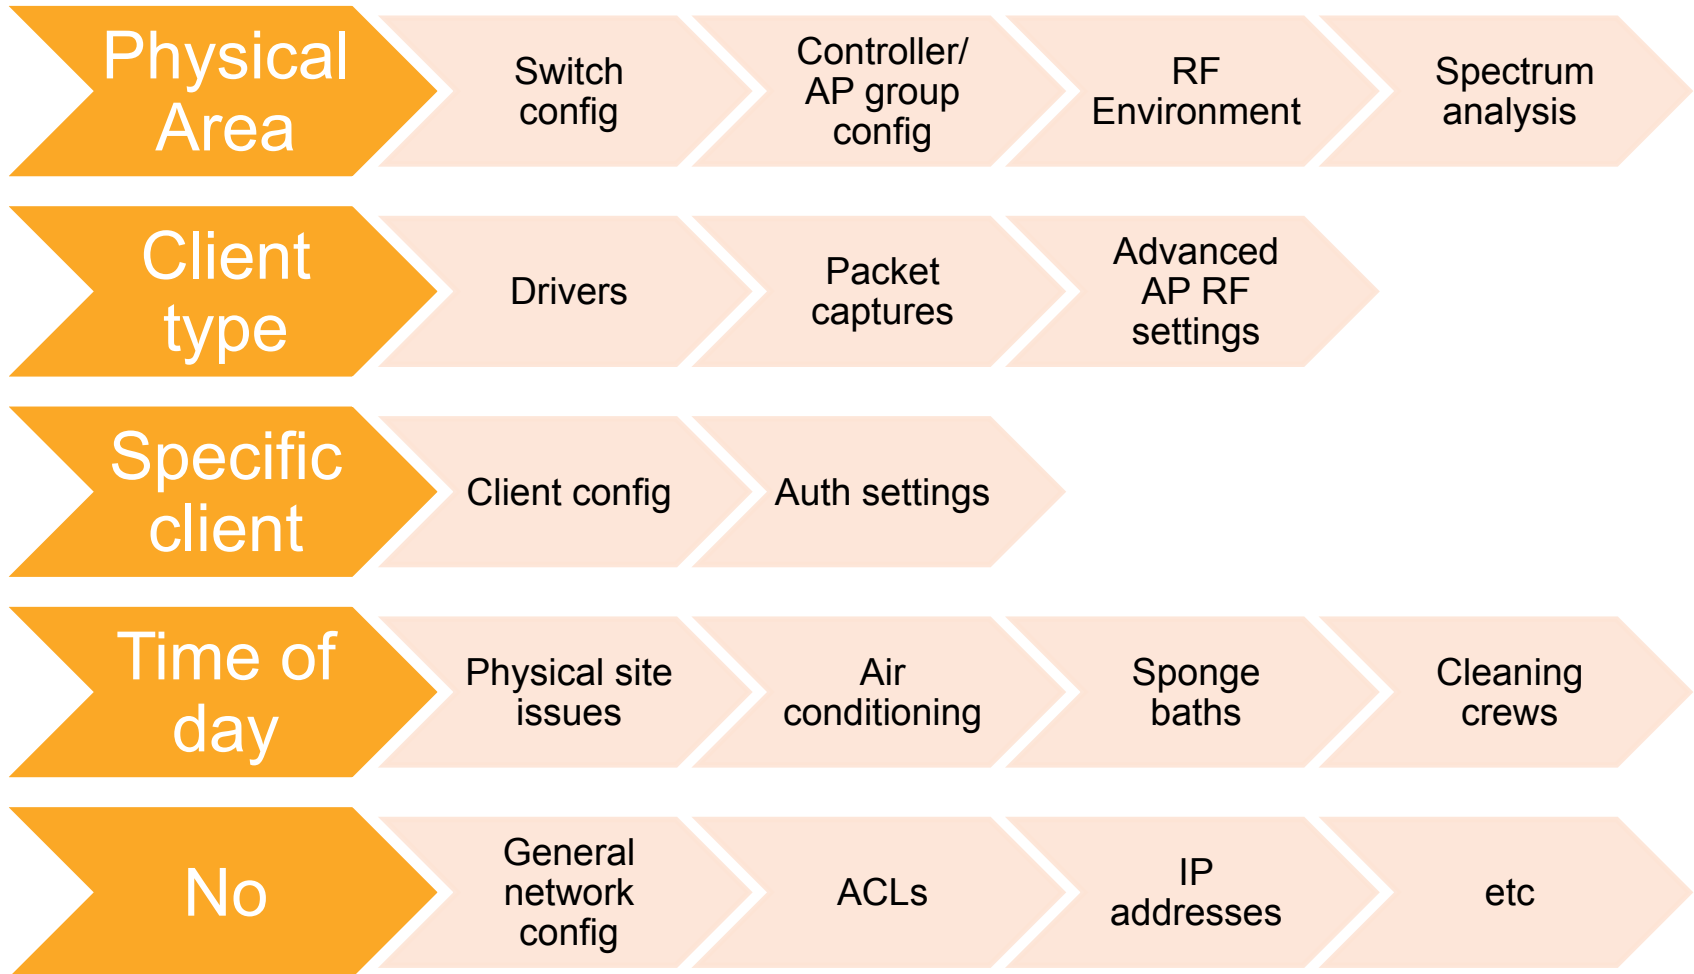 Physical
Area
Switch
config
Controller/
AP group
config
RF
Environment
Spectrum
analysis
Client
type
Drivers
Packet
captures
Advanced
AP RF
settings
Specific
client
Client config
Auth settings
Time of
day
Physical site
issues
Air
conditioning
Sponge
baths
Cleaning
crews
No
General
network
config
ACLs
IP
addresses
etc